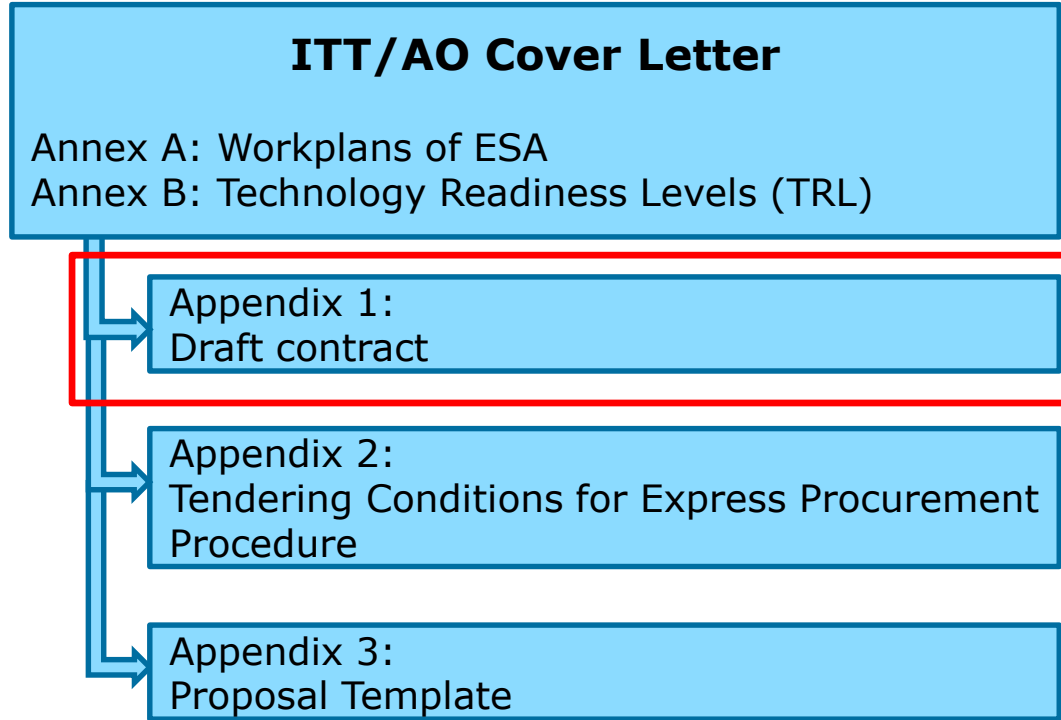 ITT/AO Cover Letter
Annex A: Workplans of ESA
Annex B: Technology Readiness Levels (TRL)
Appendix 1:
Draft contract
Appendix 2:
Tendering Conditions for Express Procurement
Procedure
Appendix 3:
Proposal Template